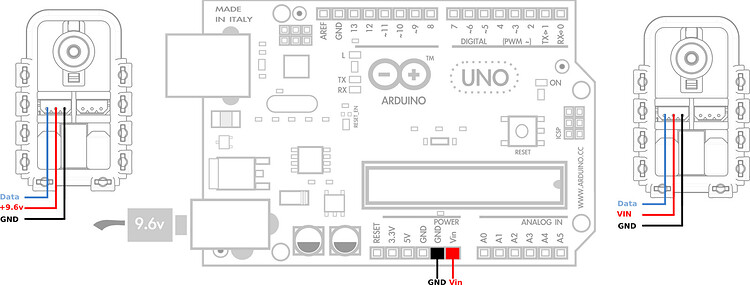 MADE
IN ITALY
AREF
GND
13
12
~11
~10
~9
8
7
~6
~5
4
~3
2
TX→1
RX←0
DIGITAL (PWM ~)
L
TX
RX
ARDUINO
TM
UNO
ON
RESET_EN
RESET
ICSP
WWW.ARDUINO.CC
Data
+9.6v
GND
9.6v
POWER
ANALOG IN
RESET
3.3V
5V
GND
GND
Vin
A0
A1
A2
A3
A4
A5
GND Vin
Data
VIN
GND